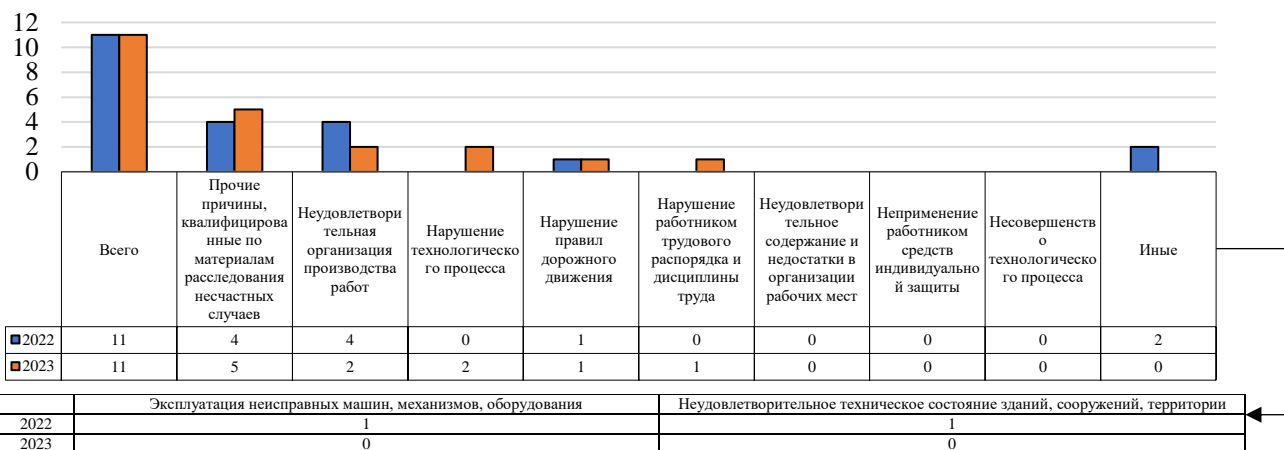 12
10
8
6
4
2
0
Всего
Прочие
причины,
квалифицирова
нные по
материалам
расследования
несчастных
случаев
Неудовлетвори
тельная
организация
производства
работ
Нарушение
технологическо
го процесса
Нарушение
правил
дорожного
движения
Нарушение
работником
трудового
распорядка и
дисциплины
труда
Неудовлетвори
тельное
содержание и
недостатки в
организации
рабочих мест
Неприменение
работником
средств
индивидуально
й защиты
Несовершенств
о
технологическо
го процесса
Иные
2022 11 4 4 0 1 0 0 0 0 2
2023 11 5 2 2 1 1 0 0 0 0
Эксплуатация неисправных машин, механизмов, оборудования Неудовлетворительное техническое состояние зданий, сооружений, территории
2022 1 1
2023 0 0